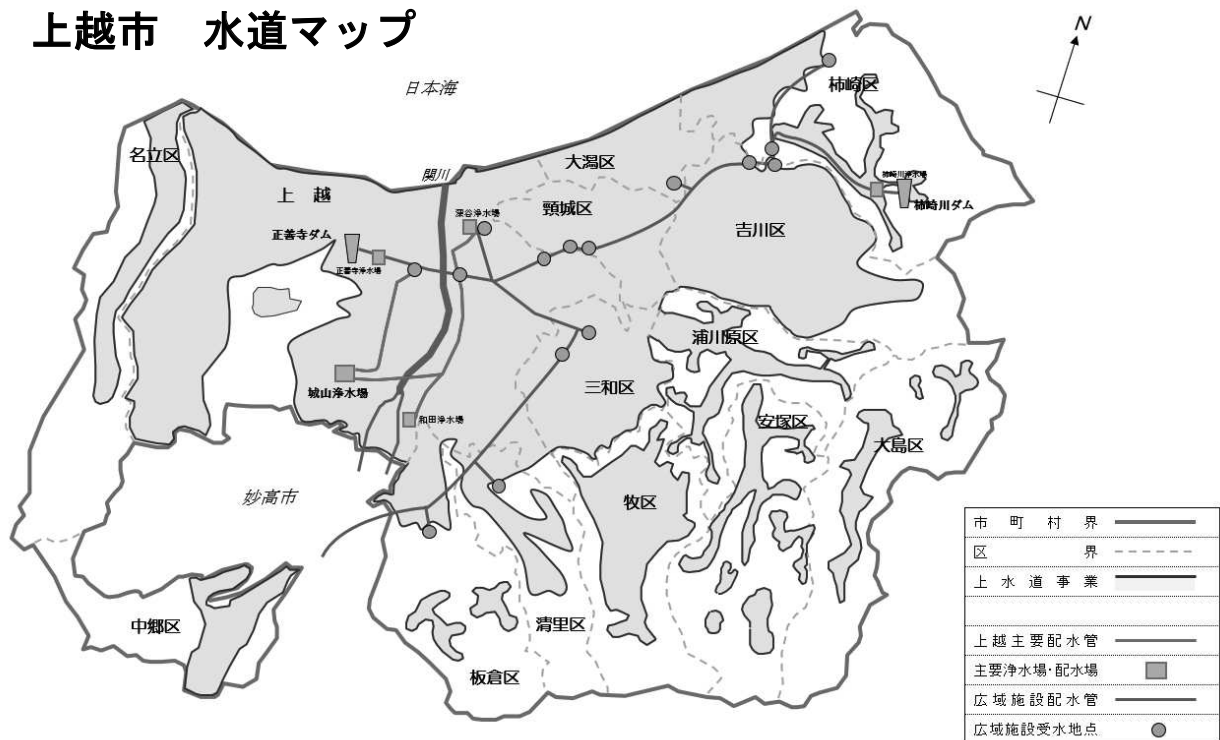 上越市　水道マップ
N
日本海
柿崎区
名立区
大潟区
関川
上越
柿崎川浄水場
柿崎川ダム
深谷浄水場
頸城区
吉川区
正善寺ダム
正善寺浄水場
浦川原区
城山浄水場
三和区
和田浄水場
安塚区
大島区
妙高市
牧区
中郷区
清里区
板倉区
市町村界
区界
上水道事業
上越主要配水管
主要浄水場・配水場
広域施設配水管
広域施設受水地点